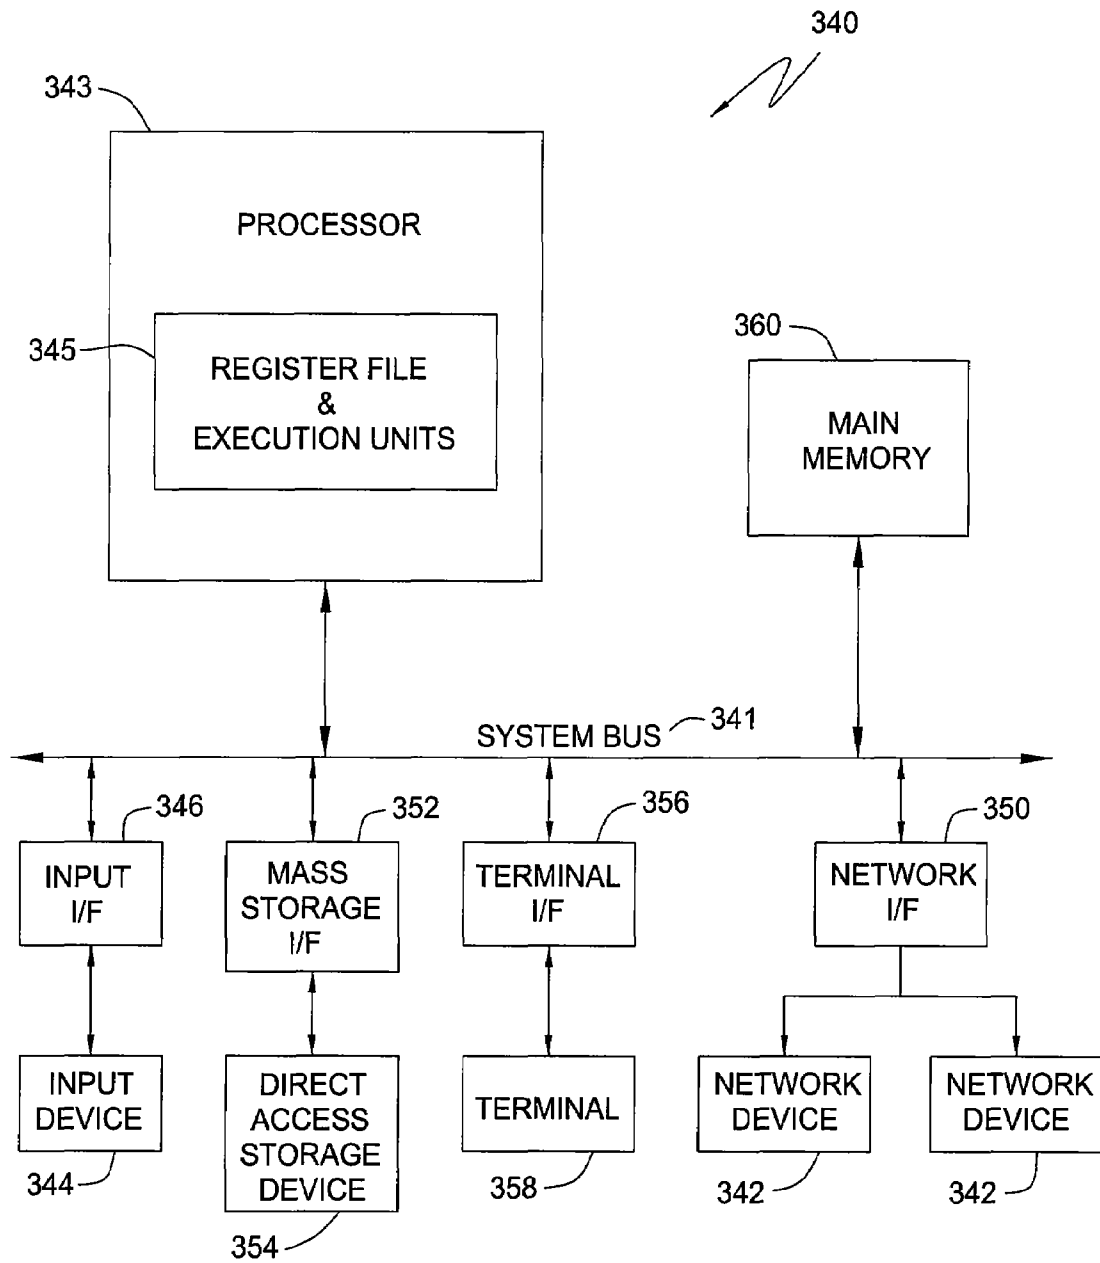 340
343
PROCESSOR
345
REGISTER FILE
&
EXECUTION UNITS
360
MAIN
MEMORY
SYSTEM BUS
341
346
INPUT
I/F
352
MASS
STORAGE
I/F
356
TERMINAL
I/F
350
NETWORK
I/F
INPUT
DEVICE
344
DIRECT
ACCESS
STORAGE
DEVICE
354
TERMINAL
358
NETWORK
DEVICE
342
NETWORK
DEVICE
342